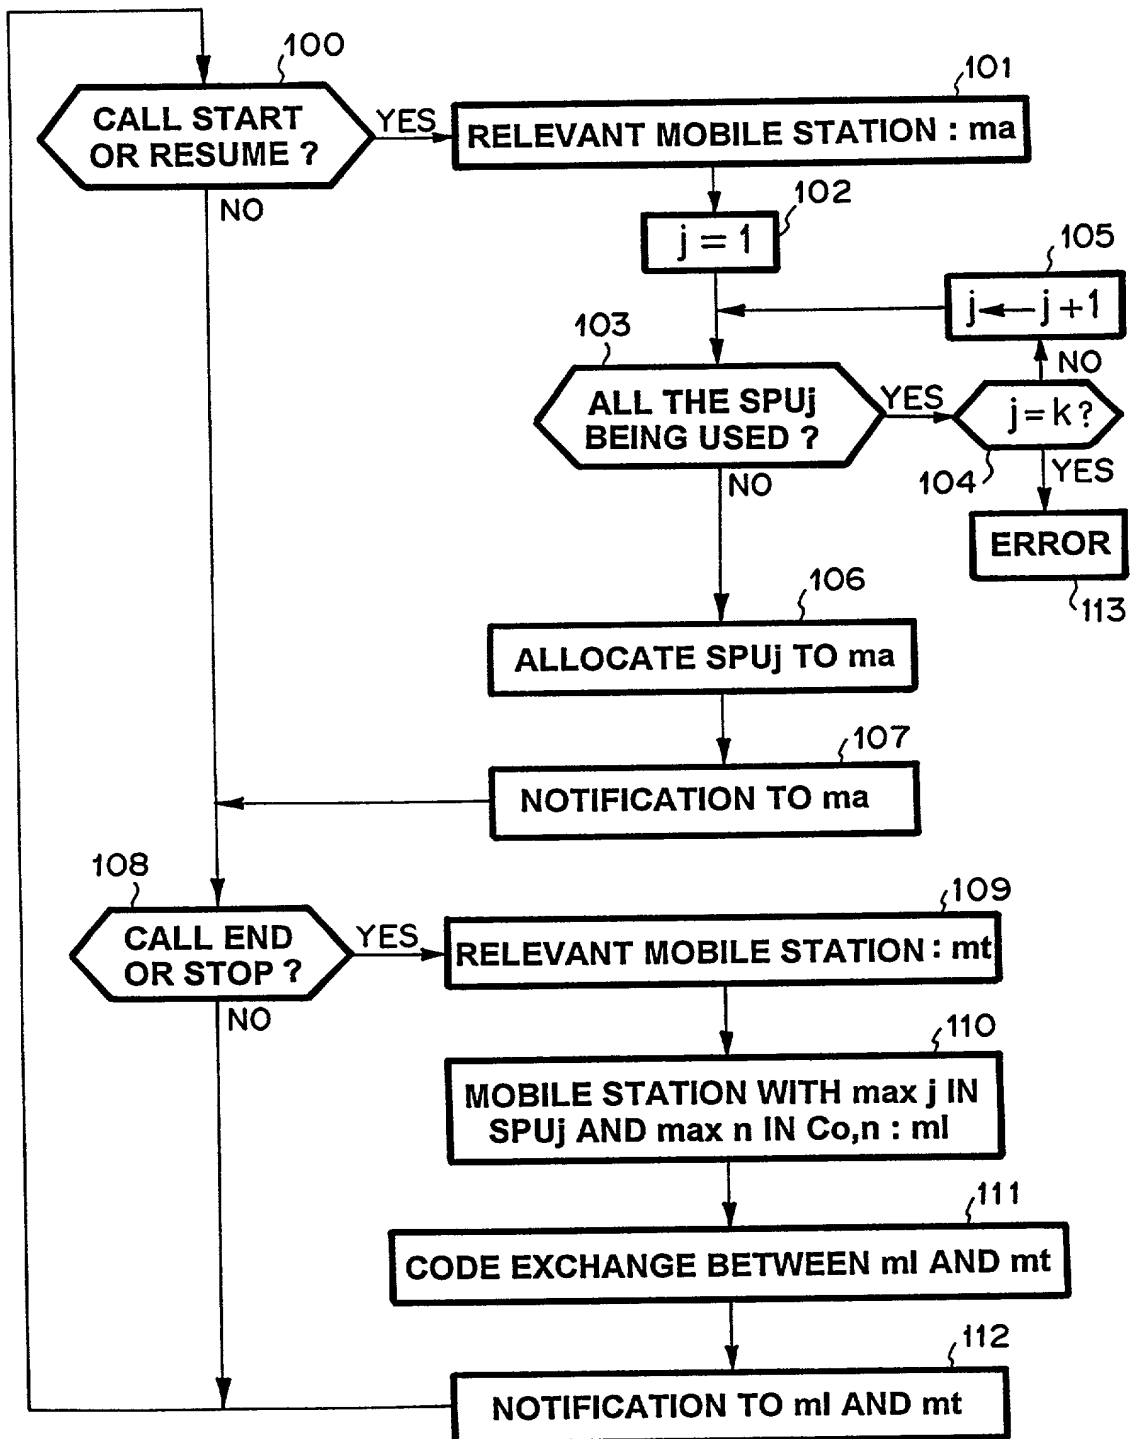 100
CALL START
OR RESUME ?
YES
NO
101
RELEVANT MOBILE STATION : ma
102
j = 1
105
j ← j +1
NO
103
ALL THE SPUj
BEING USED ?
YES
NO
j = k ?
104
YES
ERROR
113
106
ALLOCATE SPUj TO ma
107
NOTIFICATION TO ma
108
CALL END
OR STOP ?
YES
NO
109
RELEVANT MOBILE STATION : mt
110
MOBILE STATION WITH max j IN
SPUj AND max n IN Co,n : ml
111
CODE EXCHANGE BETWEEN ml AND mt
112
NOTIFICATION TO ml AND mt